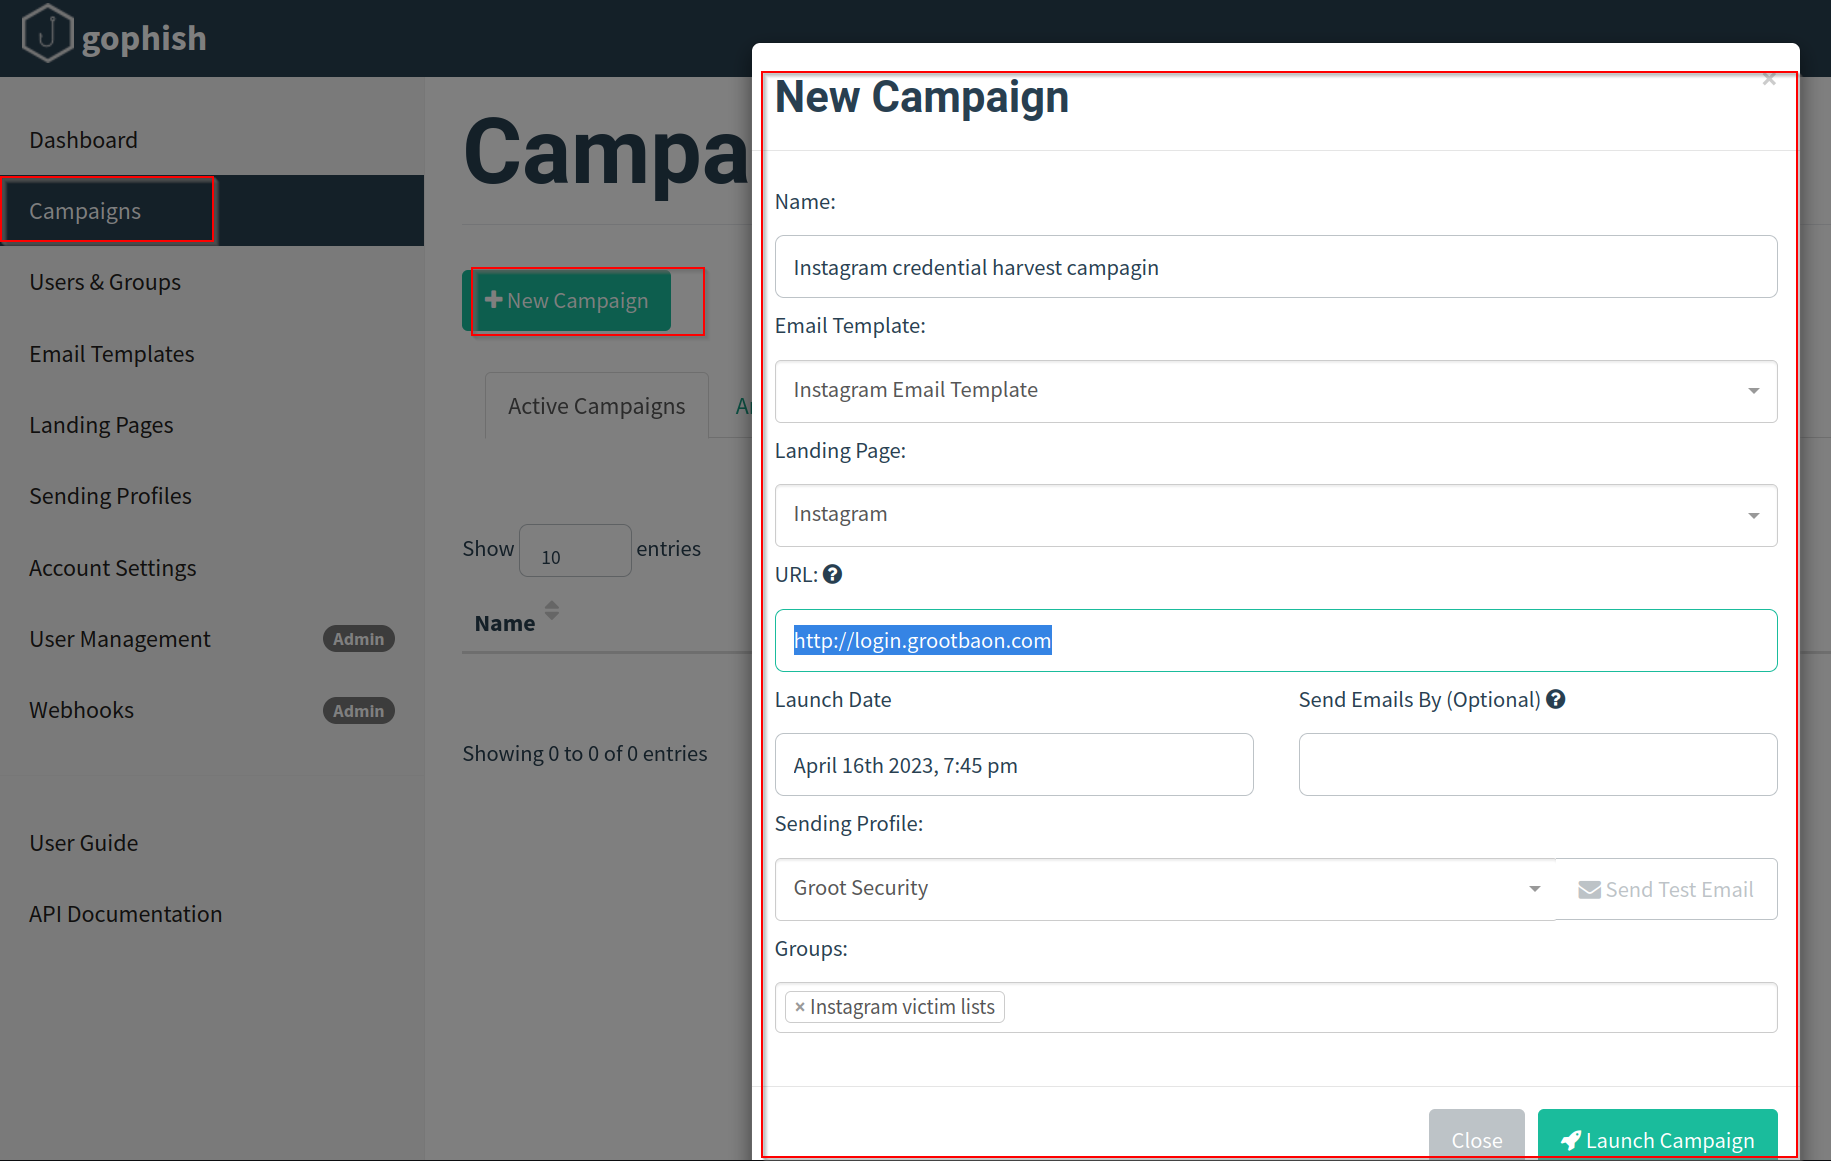 gophish
Dashboard
Campaigns
Users & Groups
Email Templates
Landing Pages
Sending Profiles
Account Settings
User Management Admin
Webhooks Admin
User Guide
API Documentation
Campa
New Campaign
Active Campaigns
Show 10 entries
Name
Showing 0 to 0 of 0 entries
New Campaign ×
Name:
Instagram credential harvest campagin
Email Template:
Instagram Email Template
Landing Page:
Instagram
URL:
http://login.grootbaon.com
Launch Date
April 16th 2023, 7:45 pm
Send Emails By (Optional)
Sending Profile:
Groot Security
Send Test Email
Groups:
× Instagram victim lists
Close
Launch Campaign